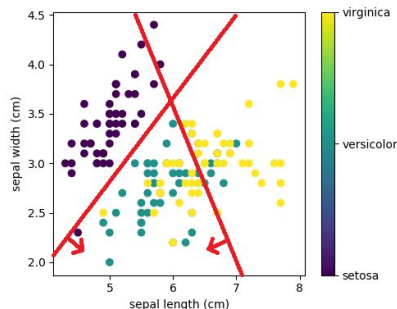 4.5
4.0
3.5
3.0
2.5
2.0
sepal width (cm)
5
6
7
8
sepal length (cm)
virginica
versicolor
setosa